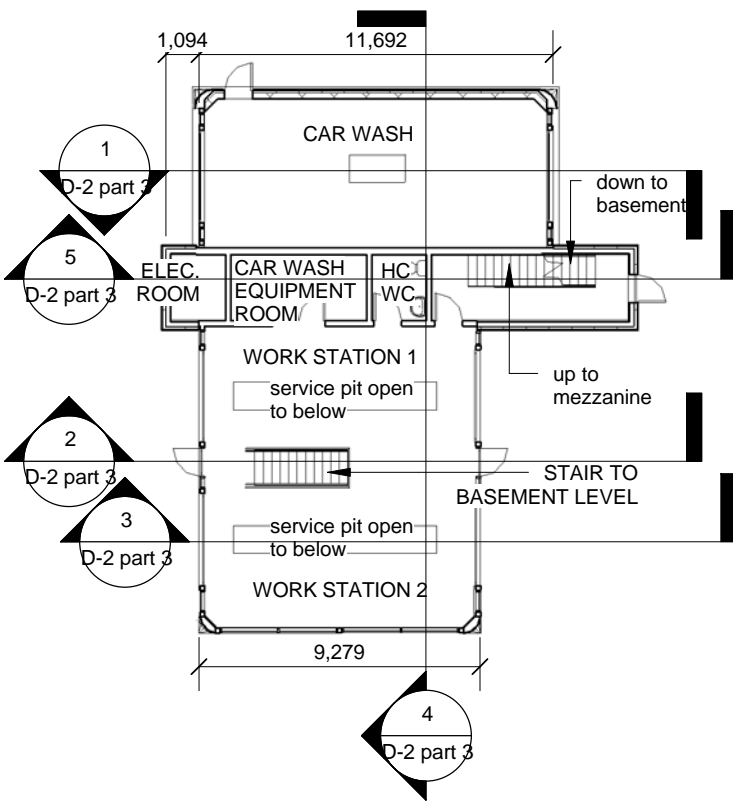 1,094
11,692
CAR WASH
1
D-2 part 3
down to
basement
5
D-2 part 3
ELEC.
ROOM
CAR WASH
EQUIPMENT
ROOM
HC
WC
WORK STATION 1
service pit open
to below
up to
mezzanine
2
D-2 part 3
STAIR TO
BASEMENT LEVEL
3
D-2 part 3
service pit open
to below
WORK STATION 2
9,279
4
D-2 part 3